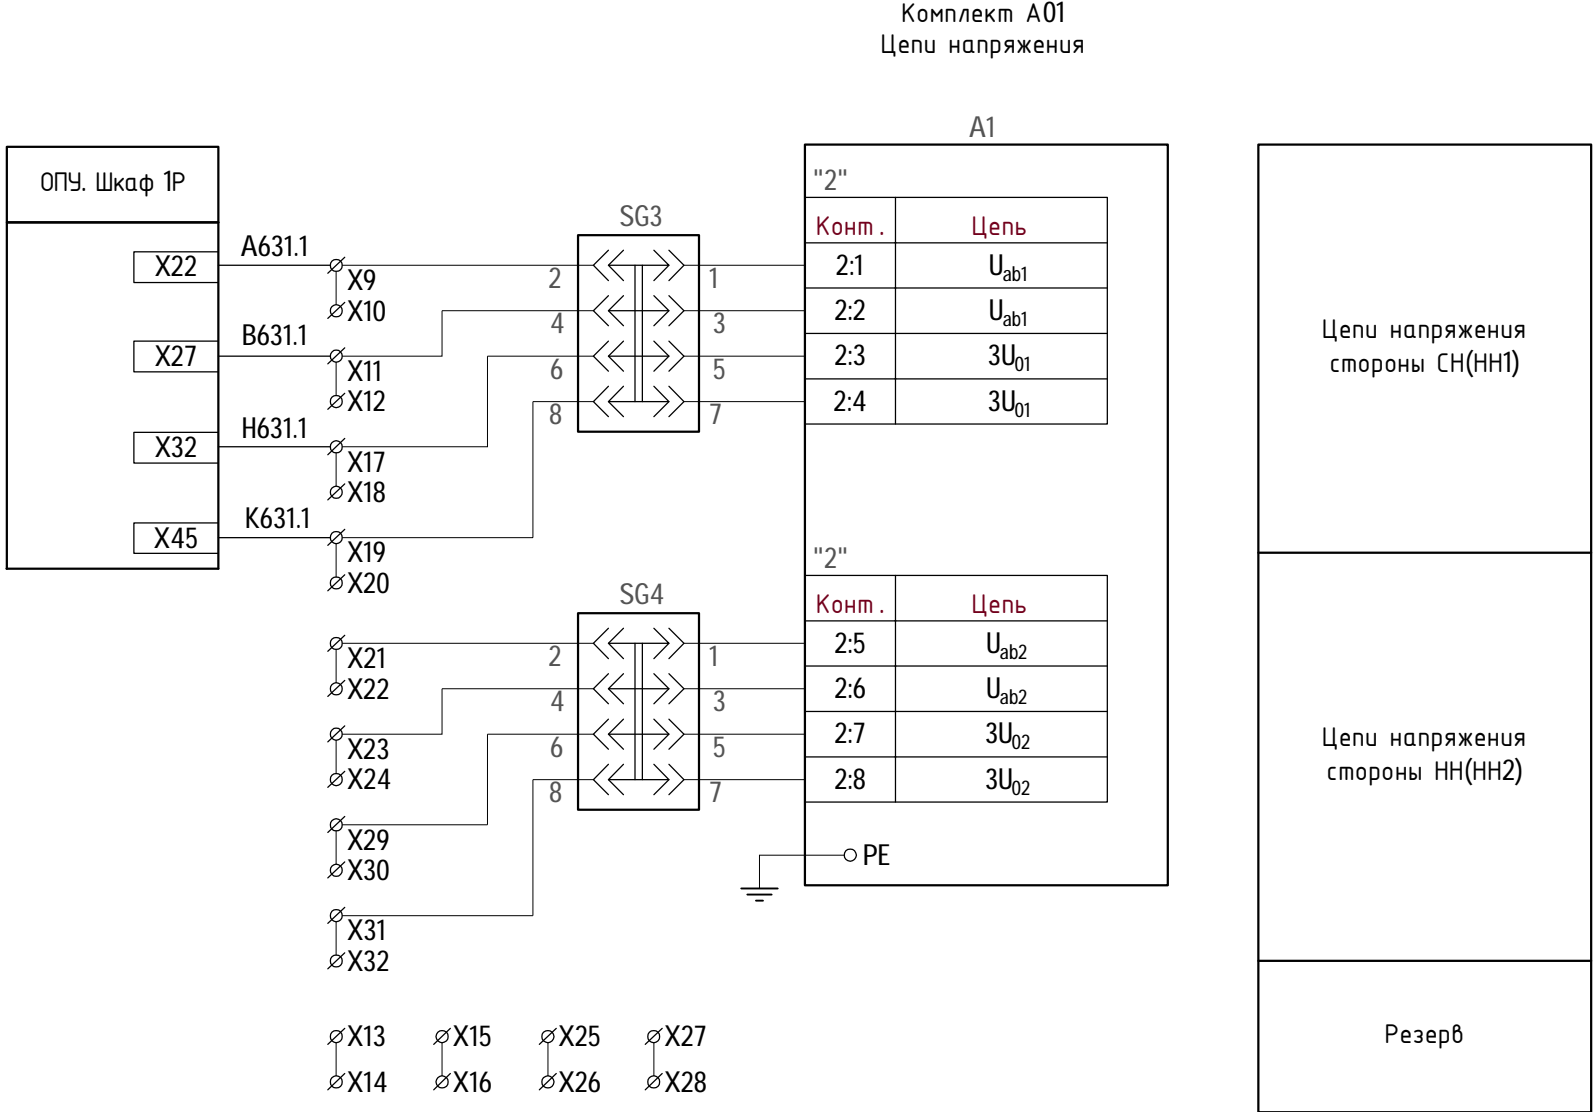 Комплект А01
Цепи напряжения
A1
ОПУ. Шкаф 1Р
X22
A631.1
X27
B631.1
X32
H631.1
X45
K631.1
X9
X10
X11
X12
X17
X18
X19
X20
SG3
2
1
4
3
6
5
8
7
"2"
Конт. Цепь
2:1 Uab1
2:2 Uab1
2:3 3U01
2:4 3U01
X21
X22
X23
X24
X29
X30
X31
X32
SG4
2
1
4
3
6
5
8
7
"2"
Конт. Цепь
2:5 Uab2
2:6 Uab2
2:7 3U02
2:8 3U02
PE
X13 X15 X25 X27
X14 X16 X26 X28
Цепи напряжения
стороны СН(НН1)
Цепи напряжения
стороны НН(НН2)
Резерв